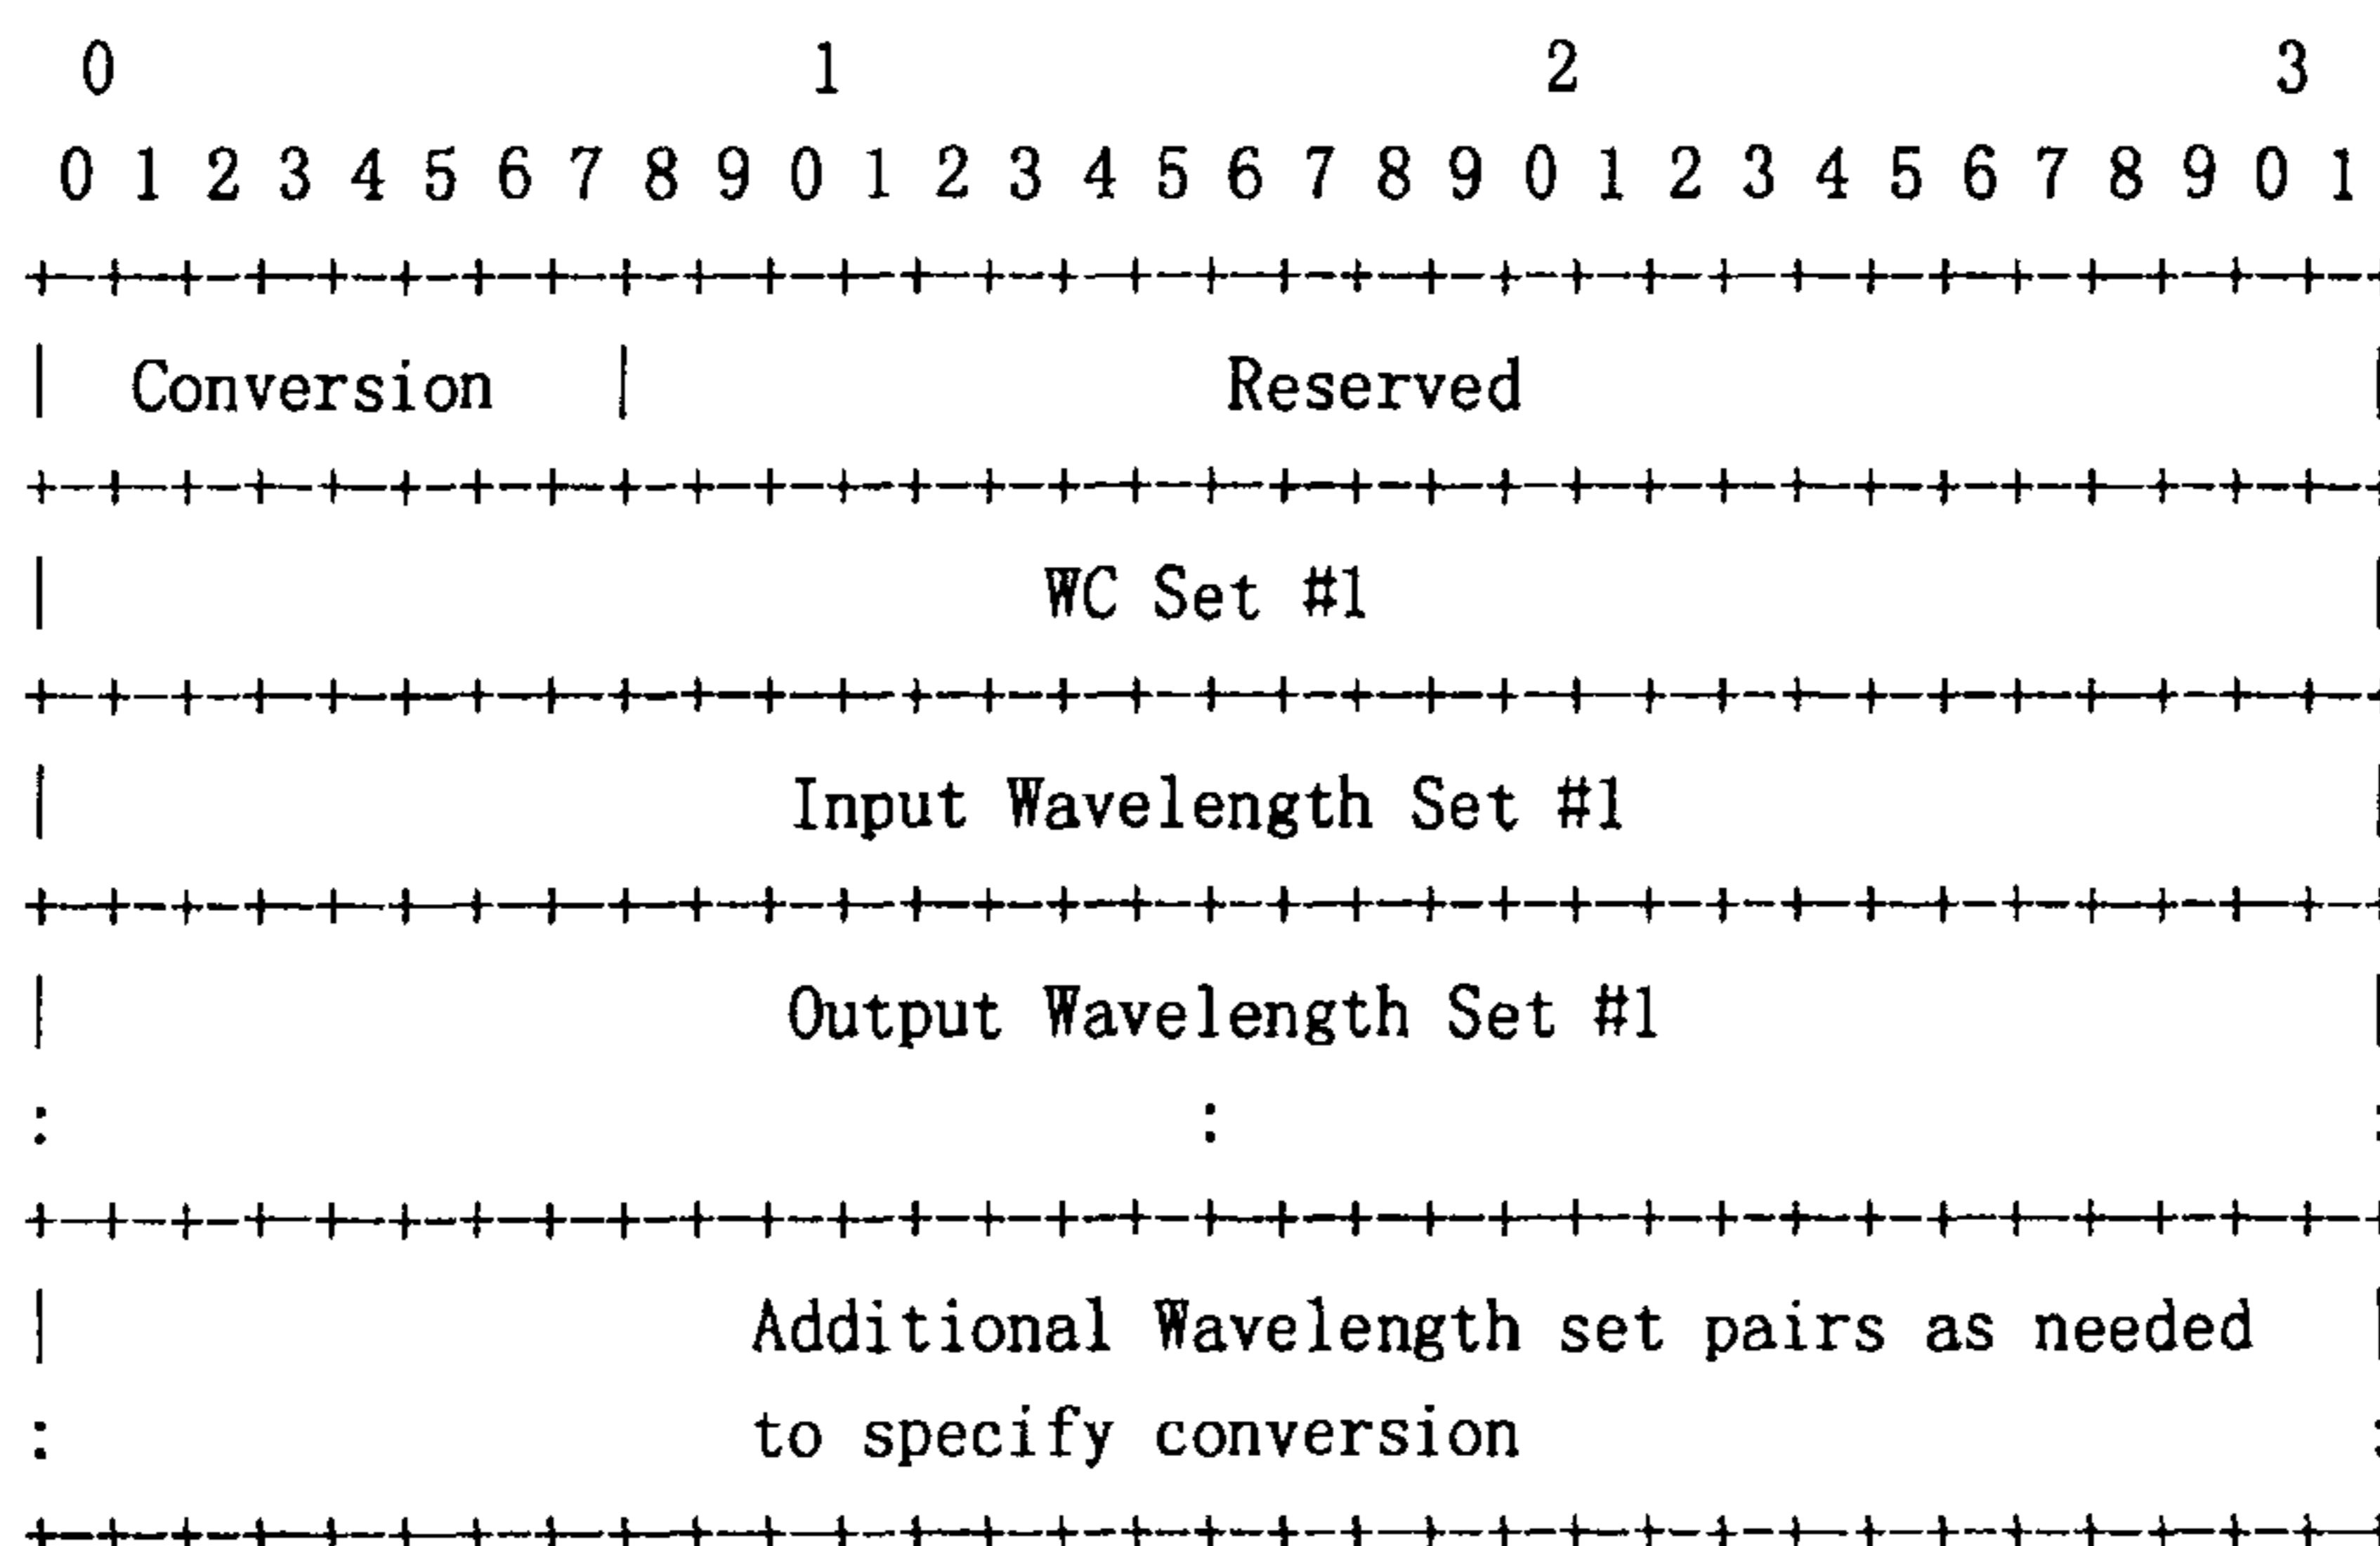 0 1 2 3
0 1 2 3 4 5 6 7 8 9 0 1 2 3 4 5 6 7 8 9 0 1 2 3 4 5 6 7 8 9 0 1
+-+-+-+-+-+-+-+-+-+-+-+-+-+-+-+-+-+-+-+-+-+-+-+-+-+-+-+-+-+-+-+-+
| Conversion | Reserved |
+-+-+-+-+-+-+-+-+-+-+-+-+-+-+-+-+-+-+-+-+-+-+-+-+-+-+-+-+-+-+-+-+
| WC Set #1 |
+-+-+-+-+-+-+-+-+-+-+-+-+-+-+-+-+-+-+-+-+-+-+-+-+-+-+-+-+-+-+-+-+
| Input Wavelength Set #1 |
+-+-+-+-+-+-+-+-+-+-+-+-+-+-+-+-+-+-+-+-+-+-+-+-+-+-+-+-+-+-+-+-+
| Output Wavelength Set #1 |
: : :
+-+-+-+-+-+-+-+-+-+-+-+-+-+-+-+-+-+-+-+-+-+-+-+-+-+-+-+-+-+-+-+-+
| Additional Wavelength set pairs as needed |
: to specify conversion :
+-+-+-+-+-+-+-+-+-+-+-+-+-+-+-+-+-+-+-+-+-+-+-+-+-+-+-+-+-+-+-+-+